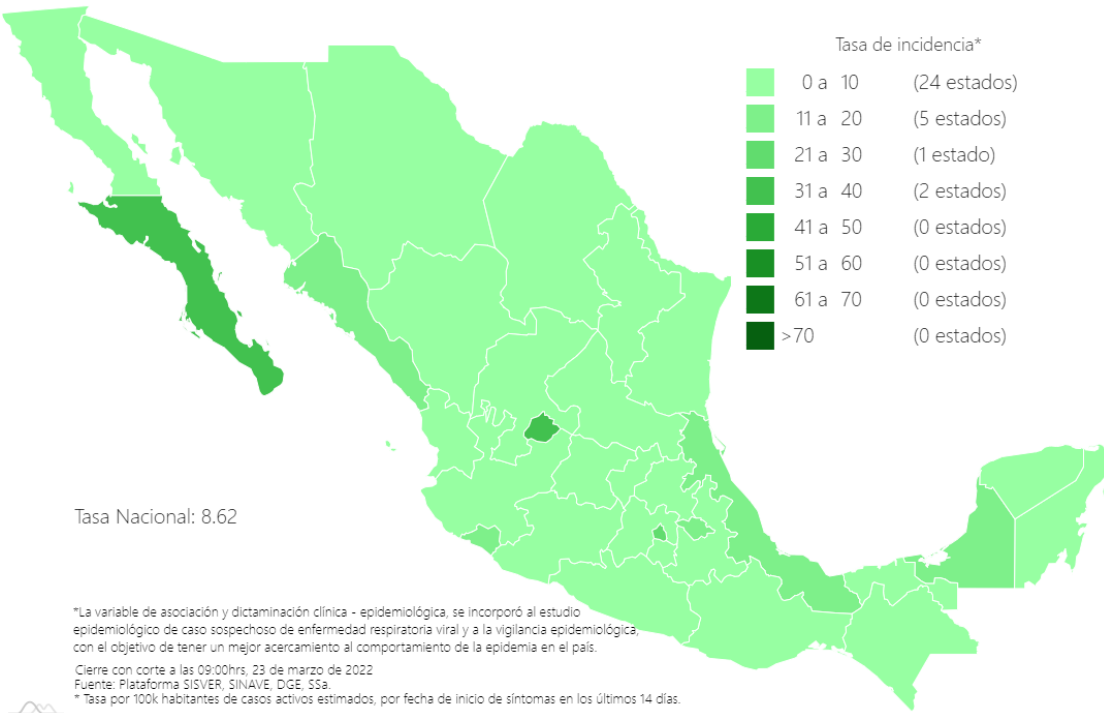 Tasa de incidencia*
0 a 10 (24 estados)
11 a 20 (5 estados)
21 a 30 (1 estado)
31 a 40 (2 estados)
41 a 50 (0 estados)
51 a 60 (0 estados)
61 a 70 (0 estados)
>70 (0 estados)
Tasa Nacional: 8.62
*La variable de asociación y dictaminación clínica - epidemiológica, se incorporó al estudio
epidemiológico de caso sospechoso de enfermedad respiratoria viral y a la vigilancia epidemiológica,
con el objetivo de tener un mejor acercamiento al comportamiento de la epidemia en el país.
Cierre con corte a las 09:00hrs, 23 de marzo de 2022
Fuente: Plataforma SISVER, SINAVE, DGE, SSa.
* Tasa por 100k habitantes de casos activos estimados, por fecha de inicio de síntomas en los últimos 14 días.